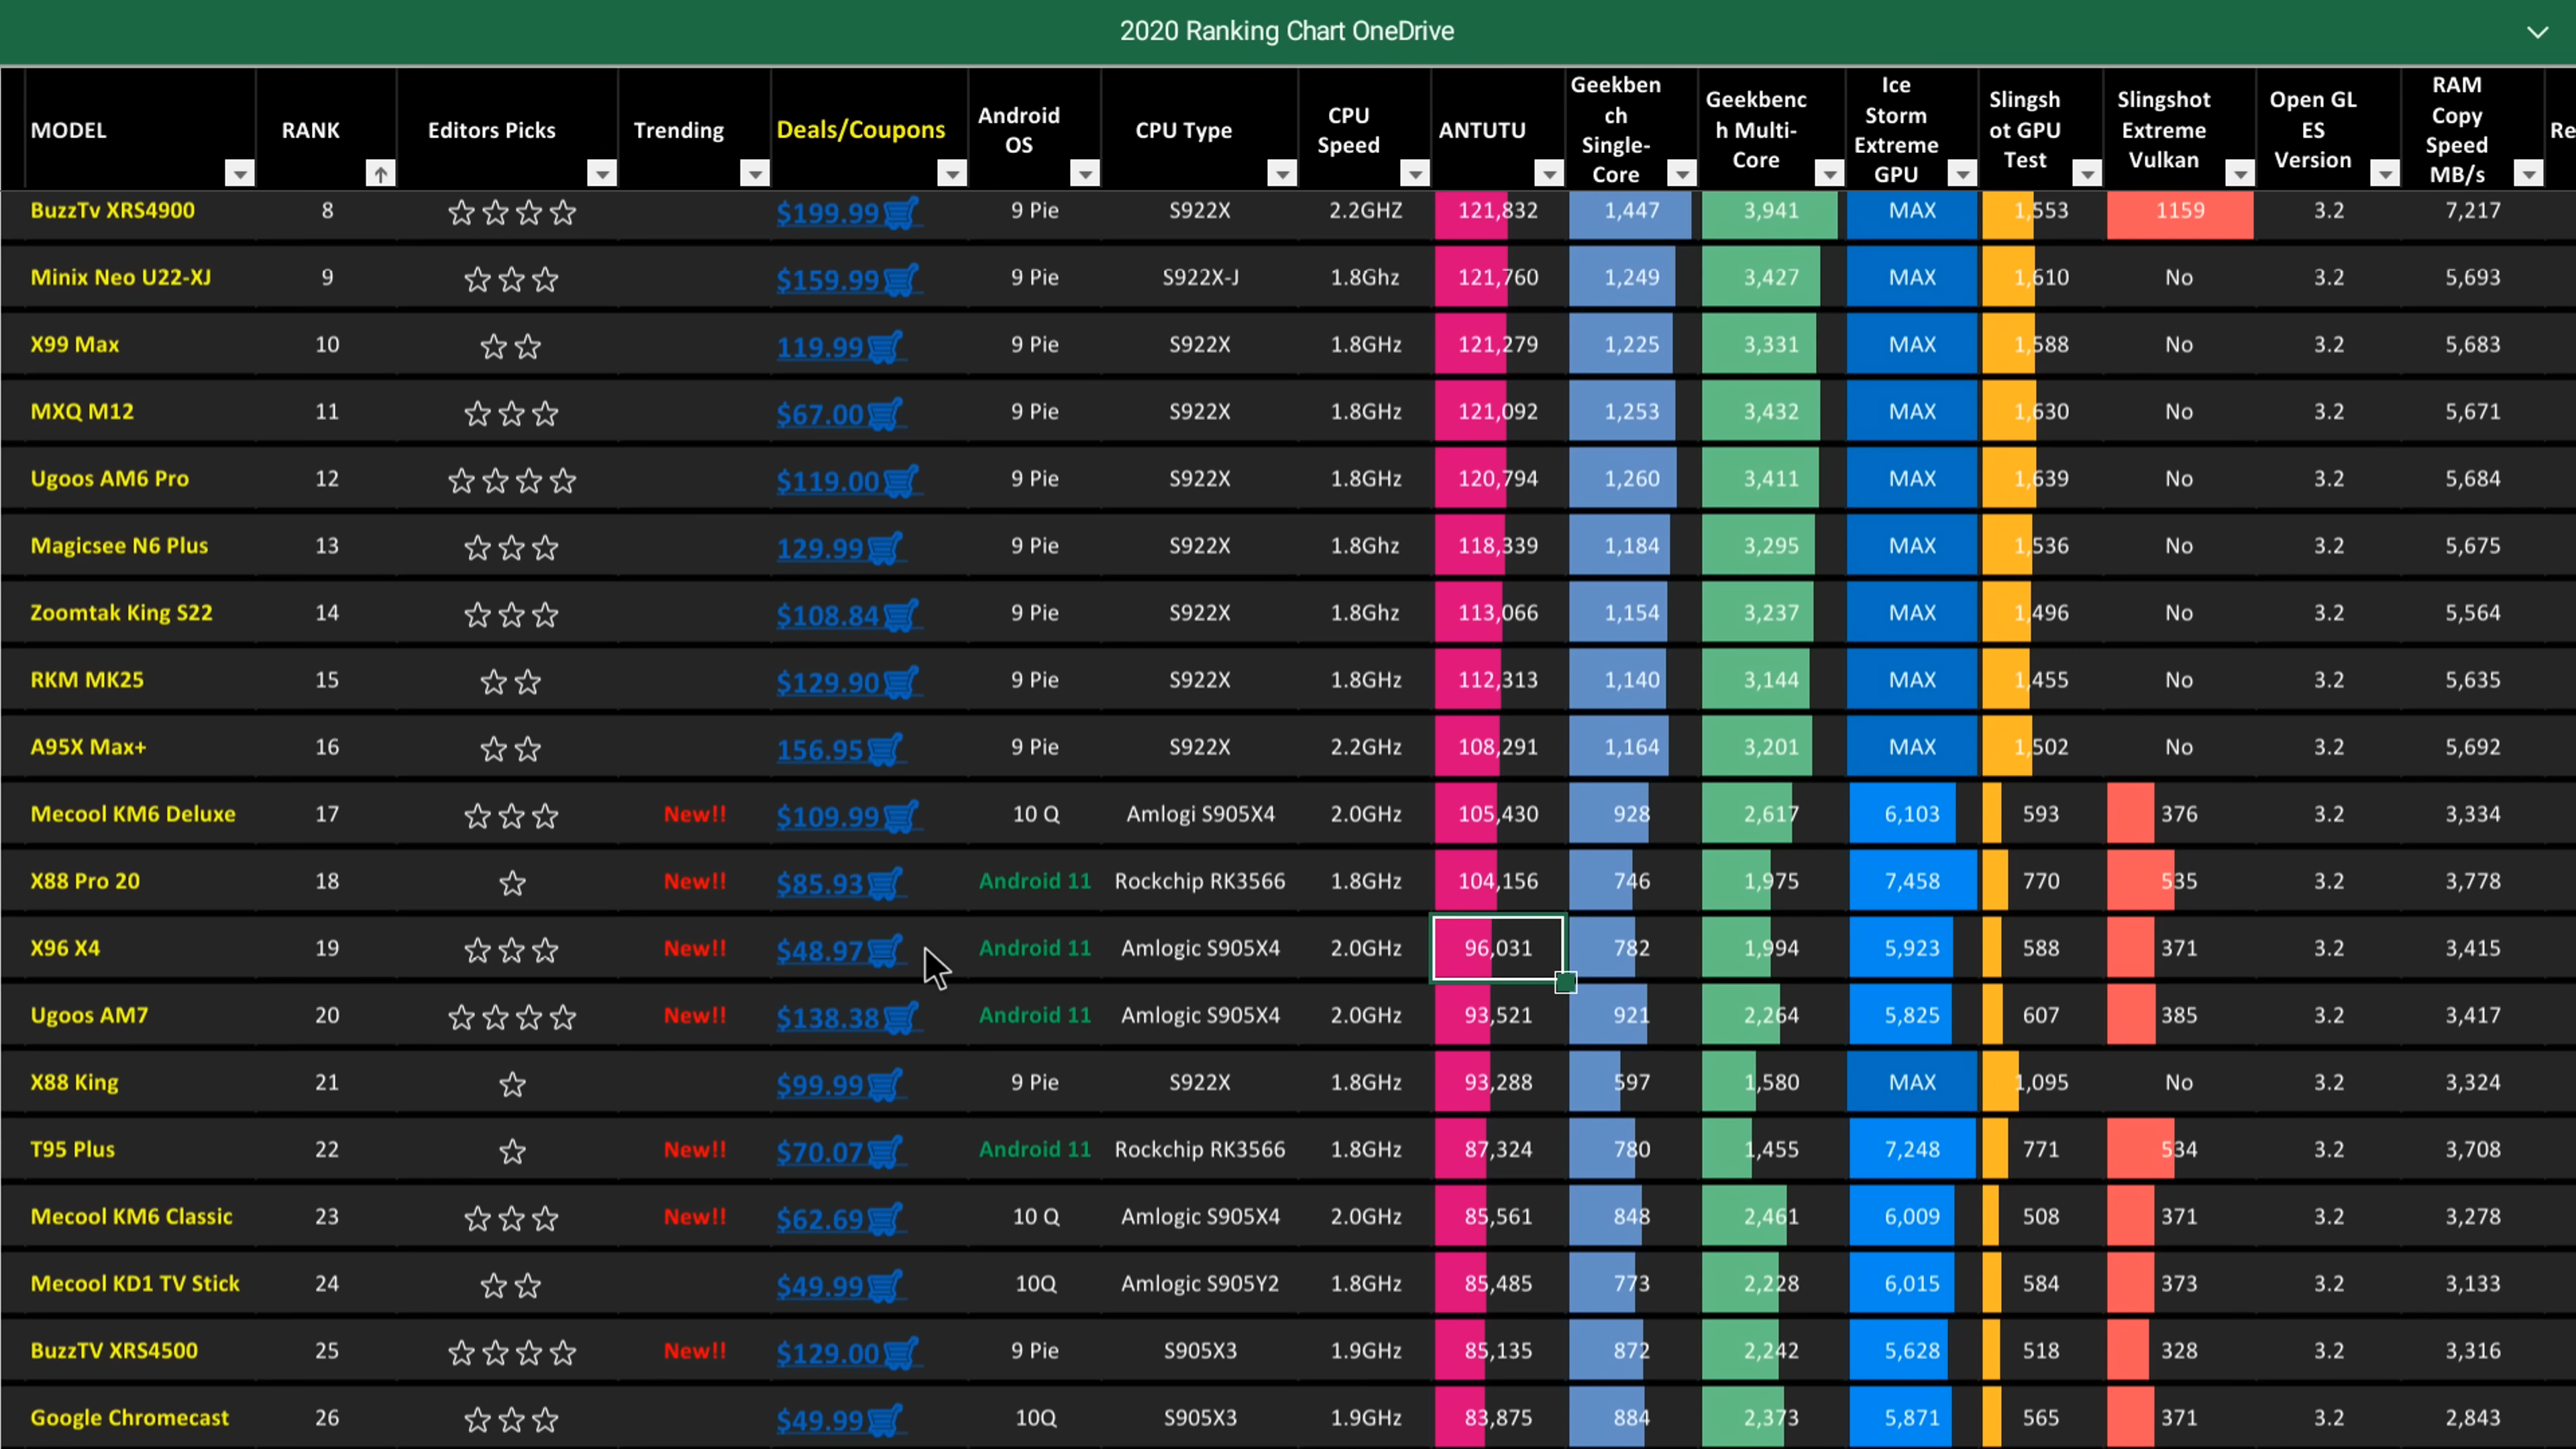 2020 Ranking Chart OneDrive
MODEL RANK Editors Picks Trending Deals/Coupons Android OS CPU Type CPU Speed ANTUTU Geekben ch Single- Core Geekbenc h Multi- Core Ice Storm Extreme GPU Slingsh ot GPU Test Slingshot Extreme Vulkan Open GL ES Version RAM Copy Speed MB/s Re
BuzzTv XRS4900 8 ☆☆☆☆ $199.99 9 Pie S922X 2.2GHZ 121,832 1,447 3,941 MAX 1,553 1159 3.2 7,217
Minix Neo U22-XJ 9 ☆☆☆ $159.99 9 Pie S922X-J 1.8Ghz 121,760 1,249 3,427 MAX 1,610 No 3.2 5,693
X99 Max 10 ☆☆ 119.99 9 Pie S922X 1.8GHz 121,279 1,225 3,331 MAX 1,588 No 3.2 5,683
MXQ M12 11 ☆☆☆ $67.00 9 Pie S922X 1.8GHz 121,092 1,253 3,432 MAX 1,630 No 3.2 5,671
Ugoos AM6 Pro 12 ☆☆☆☆ $119.00 9 Pie S922X 1.8GHz 120,794 1,260 3,411 MAX 1,639 No 3.2 5,684
Magicsee N6 Plus 13 ☆☆☆ 129.99 9 Pie S922X 1.8Ghz 118,339 1,184 3,295 MAX 1,536 No 3.2 5,675
Zoomtak King S22 14 ☆☆☆ $108.84 9 Pie S922X 1.8Ghz 113,066 1,154 3,237 MAX 1,496 No 3.2 5,564
RKM MK25 15 ☆☆ $129.90 9 Pie S922X 1.8GHz 112,313 1,140 3,144 MAX 1,455 No 3.2 5,635
A95X Max+ 16 ☆☆ 156.95 9 Pie S922X 2.2GHz 108,291 1,164 3,201 MAX 1,502 No 3.2 5,692
Mecool KM6 Deluxe 17 ☆☆☆ New!! $109.99 10 Q Amlogi S905X4 2.0GHz 105,430 928 2,617 6,103 593 376 3.2 3,334
X88 Pro 20 18 ☆ New!! $85.93 Android 11 Rockchip RK3566 1.8GHz 104,156 746 1,975 7,458 770 535 3.2 3,778
X96 X4 19 ☆☆☆ New!! $48.97 Android 11 Amlogic S905X4 2.0GHz 96,031 782 1,994 5,923 588 371 3.2 3,415
Ugoos AM7 20 ☆☆☆☆ New!! $138.38 Android 11 Amlogic S905X4 2.0GHz 93,521 921 2,264 5,825 607 385 3.2 3,417
X88 King 21 ☆ $99.99 9 Pie S922X 1.8GHz 93,288 597 1,580 MAX 1,095 No 3.2 3,324
T95 Plus 22 ☆ New!! $70.07 Android 11 Rockchip RK3566 1.8GHz 87,324 780 1,455 7,248 771 534 3.2 3,708
Mecool KM6 Classic 23 ☆☆☆ New!! $62.69 10 Q Amlogic S905X4 2.0GHz 85,561 848 2,461 6,009 508 371 3.2 3,278
Mecool KD1 TV Stick 24 ☆☆ $49.99 10Q Amlogic S905Y2 1.8GHz 85,485 773 2,228 6,015 584 373 3.2 3,133
BuzzTV XRS4500 25 ☆☆☆☆ New!! $129.00 9 Pie S905X3 1.9GHz 85,135 872 2,242 5,628 518 328 3.2 3,316
Google Chromecast 26 ☆☆☆ $49.99 10Q S905X3 1.9GHz 83,875 884 2,373 5,871 565 371 3.2 2,843